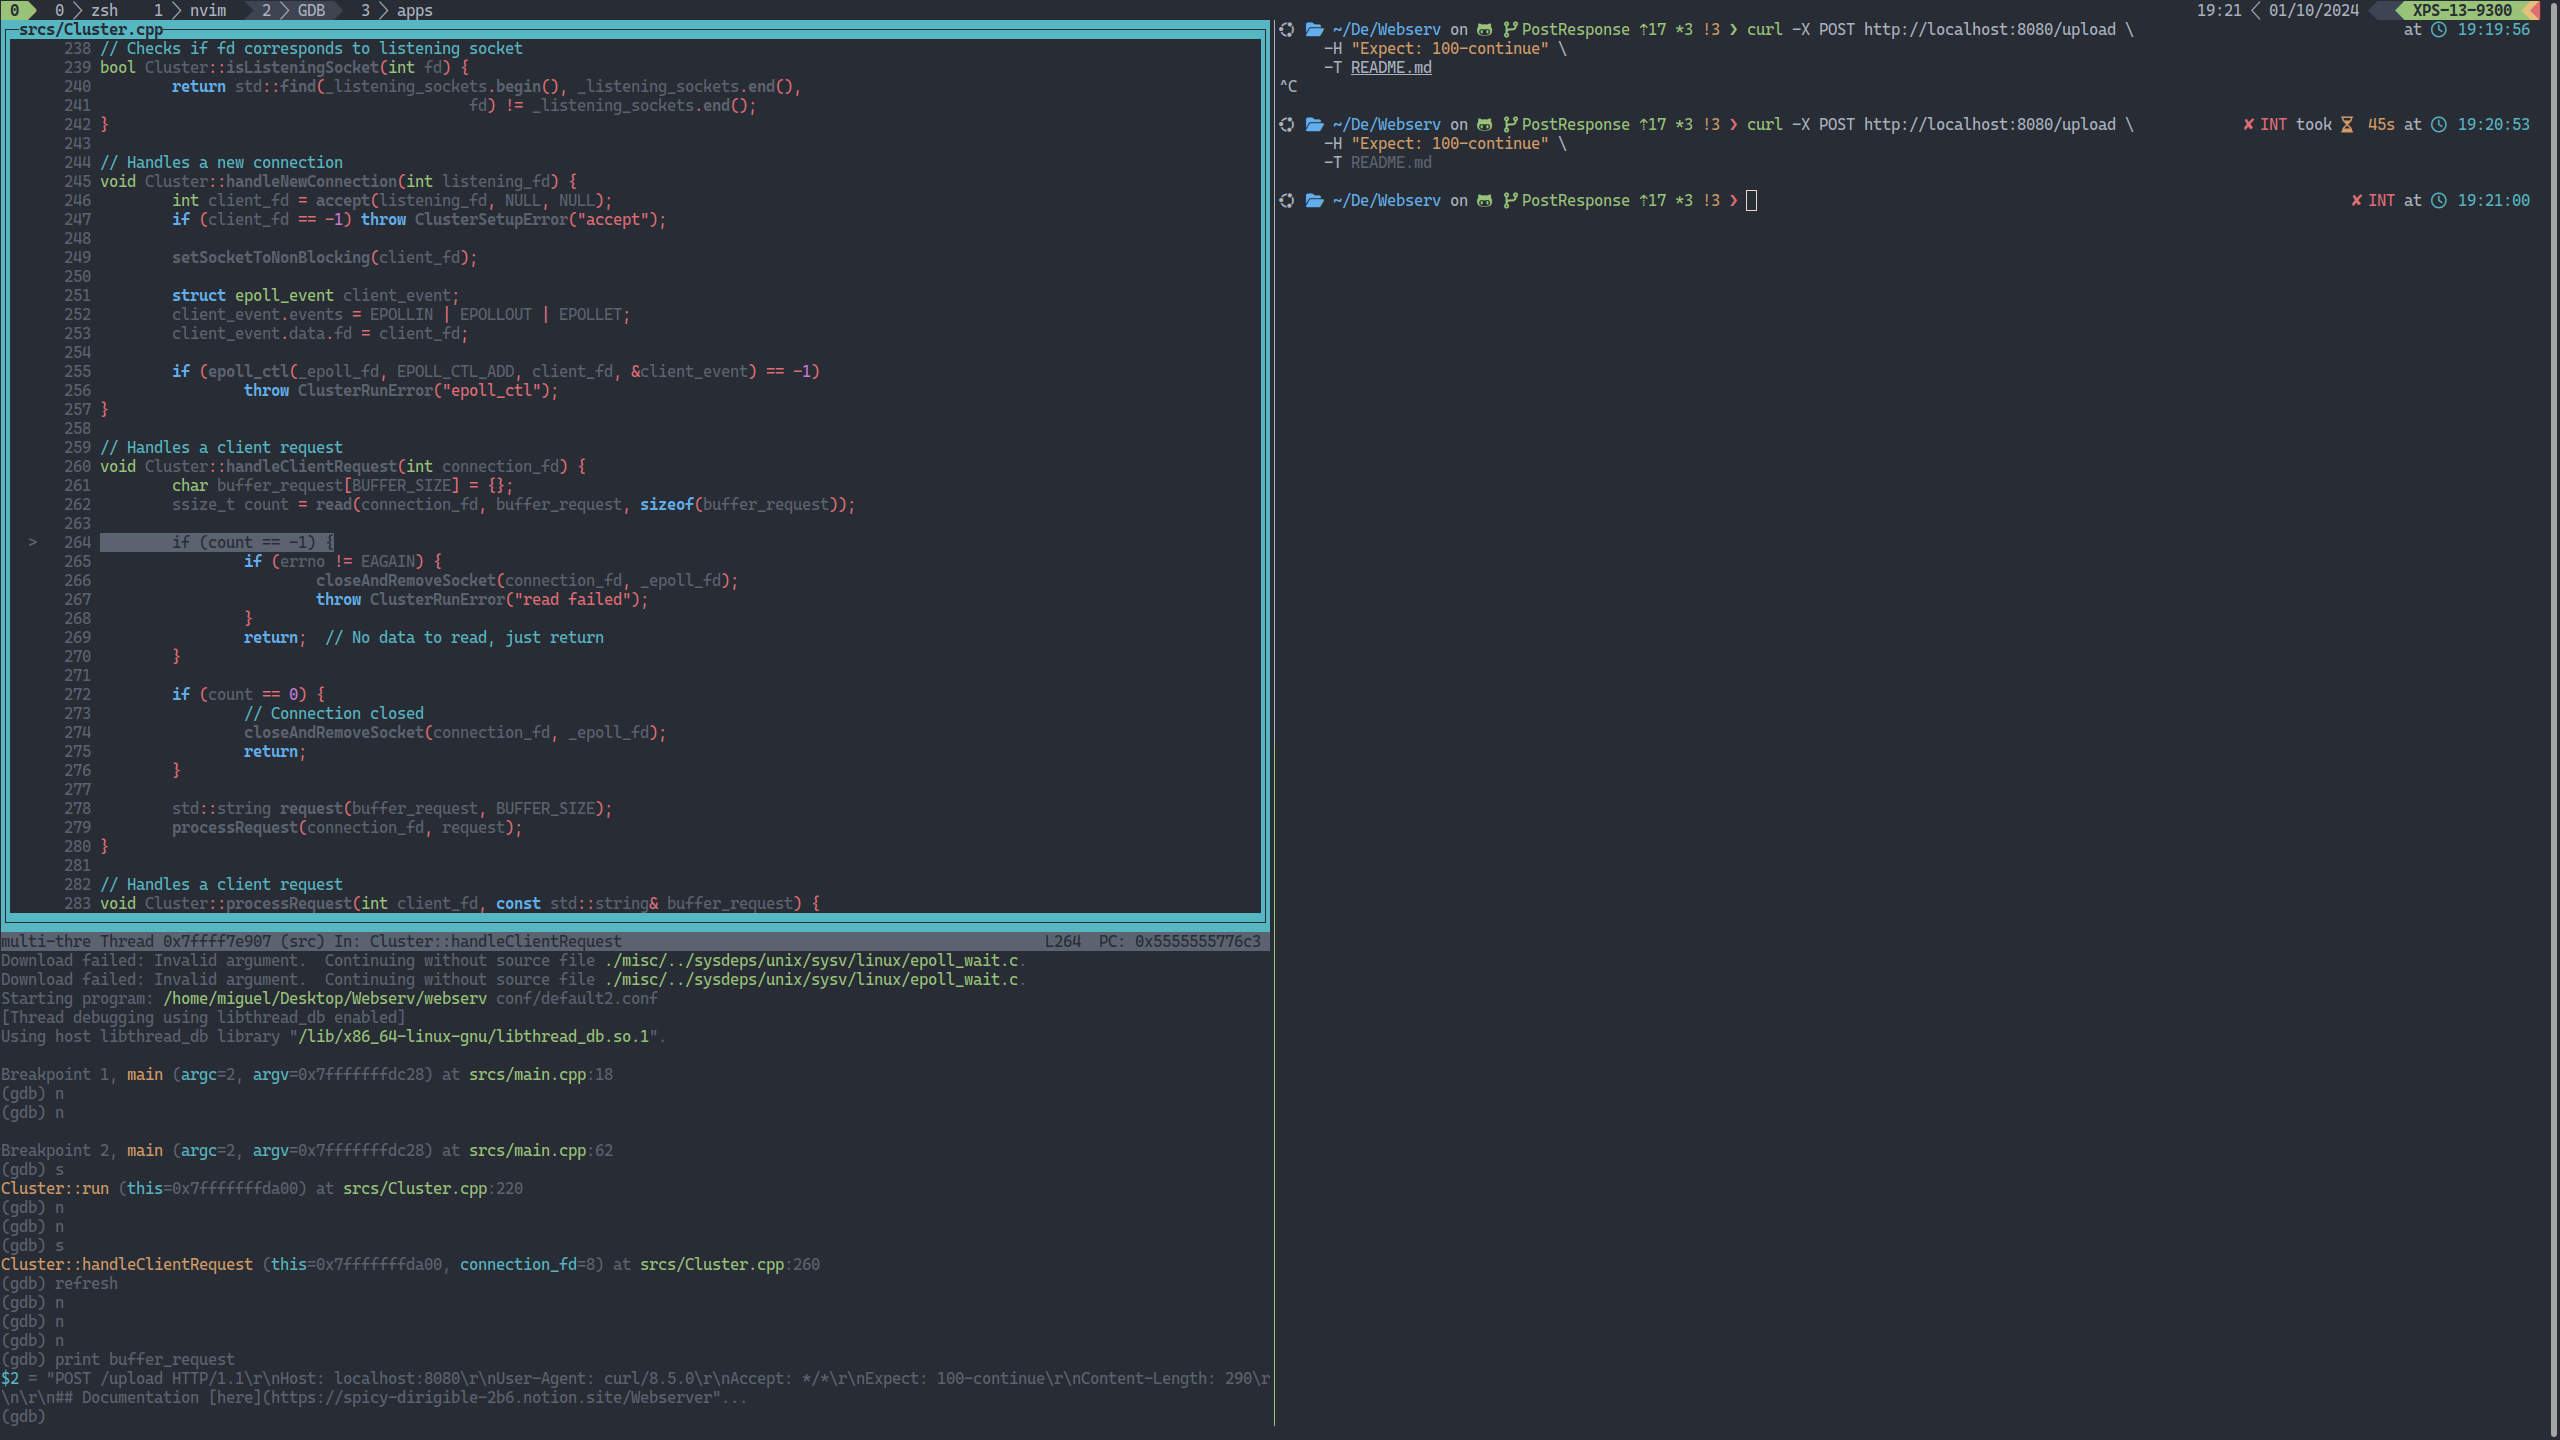 0  0 > zsh  1 > nvim  2 > GDB  3 > apps  19:21 < 01/10/2024  XPS-13-9300
srcs/Cluster.cpp
238 // Checks if fd corresponds to listening socket
239 bool Cluster::isListeningSocket(int fd) {
240         return std::find(_listening_sockets.begin(), _listening_sockets.end(),
241                                          fd) != _listening_sockets.end();
242 }
243
244 // Handles a new connection
245 void Cluster::handleNewConnection(int listening_fd) {
246         int client_fd = accept(listening_fd, NULL, NULL);
247         if (client_fd == -1) throw ClusterSetupError("accept");
248
249         setSocketToNonBlocking(client_fd);
250
251         struct epoll_event client_event;
252         client_event.events = EPOLLIN | EPOLLOUT | EPOLLET;
253         client_event.data.fd = client_fd;
254
255         if (epoll_ctl(_epoll_fd, EPOLL_CTL_ADD, client_fd, &client_event) == -1)
256                 throw ClusterRunError("epoll_ctl");
257 }
258
259 // Handles a client request
260 void Cluster::handleClientRequest(int connection_fd) {
261         char buffer_request[BUFFER_SIZE] = {};
262         ssize_t count = read(connection_fd, buffer_request, sizeof(buffer_request));
263
> 264         if (count == -1) {
265                 if (errno != EAGAIN) {
266                         closeAndRemoveSocket(connection_fd, _epoll_fd);
267                         throw ClusterRunError("read failed");
268                 }
269                 return;  // No data to read, just return
270         }
271
272         if (count == 0) {
273                 // Connection closed
274                 closeAndRemoveSocket(connection_fd, _epoll_fd);
275                 return;
276         }
277
278         std::string request(buffer_request, BUFFER_SIZE);
279         processRequest(connection_fd, request);
280 }
281
282 // Handles a client request
283 void Cluster::processRequest(int client_fd, const std::string& buffer_request) {
multi-thre Thread 0x7ffff7e907 (src) In: Cluster::handleClientRequest  L264  PC: 0x5555555776c3
Download failed: Invalid argument.  Continuing without source file ./misc/../sysdeps/unix/sysv/linux/epoll_wait.c.
Download failed: Invalid argument.  Continuing without source file ./misc/../sysdeps/unix/sysv/linux/epoll_wait.c.
Starting program: /home/miguel/Desktop/Webserv/webserv conf/default2.conf
[Thread debugging using libthread_db enabled]
Using host libthread_db library "/lib/x86_64-linux-gnu/libthread_db.so.1".
Breakpoint 1, main (argc=2, argv=0x7fffffffdc28) at srcs/main.cpp:18
(gdb) n
(gdb) n
Breakpoint 2, main (argc=2, argv=0x7fffffffdc28) at srcs/main.cpp:62
(gdb) s
Cluster::run (this=0x7fffffffda00) at srcs/Cluster.cpp:220
(gdb) n
(gdb) n
(gdb) s
Cluster::handleClientRequest (this=0x7fffffffda00, connection_fd=8) at srcs/Cluster.cpp:260
(gdb) refresh
(gdb) n
(gdb) n
(gdb) n
(gdb) print buffer_request
$2 = "POST /upload HTTP/1.1\r\nHost: localhost:8080\r\nUser-Agent: curl/8.5.0\r\nAccept: */*\r\nExpect: 100-continue\r\nContent-Length: 290\r
\n\r\n## Documentation [here](https://spicy-dirigible-2b6.notion.site/Webserver"...
(gdb)
~/De/Webserv on PostResponse ⇡17 !3 ❯ curl -X POST http://localhost:8080/upload \  at 19:19:56
-H "Expect: 100-continue" \
-T README.md
^C
~/De/Webserv on PostResponse ⇡17 *3 !3 ❯ curl -X POST http://localhost:8080/upload \  ✘ INT took 45s at 19:20:53
-H "Expect: 100-continue" \
-T README.md
~/De/Webserv on PostResponse ⇡17 *3 !3 ❯  ✘ INT at 19:21:00